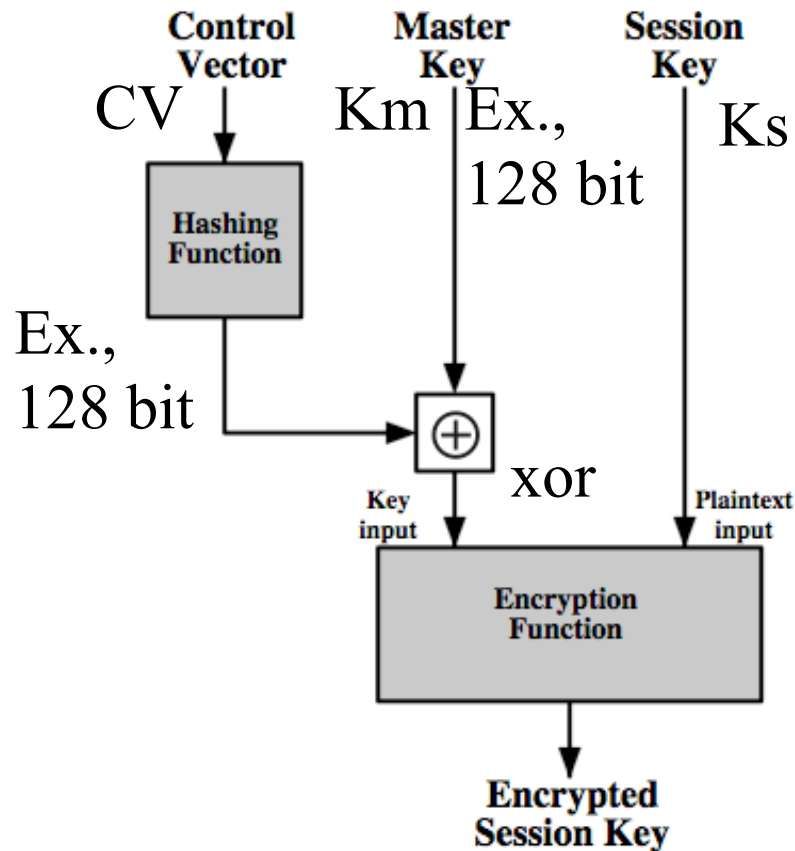 Control
Vector
Master
Key
Session
Key
CV
Km
Ex.,
128 bit
Ks
Hashing
Function
Ex.,
128 bit
xor
Key
input
Plaintext
input
Encryption
Function
Encrypted
Session Key